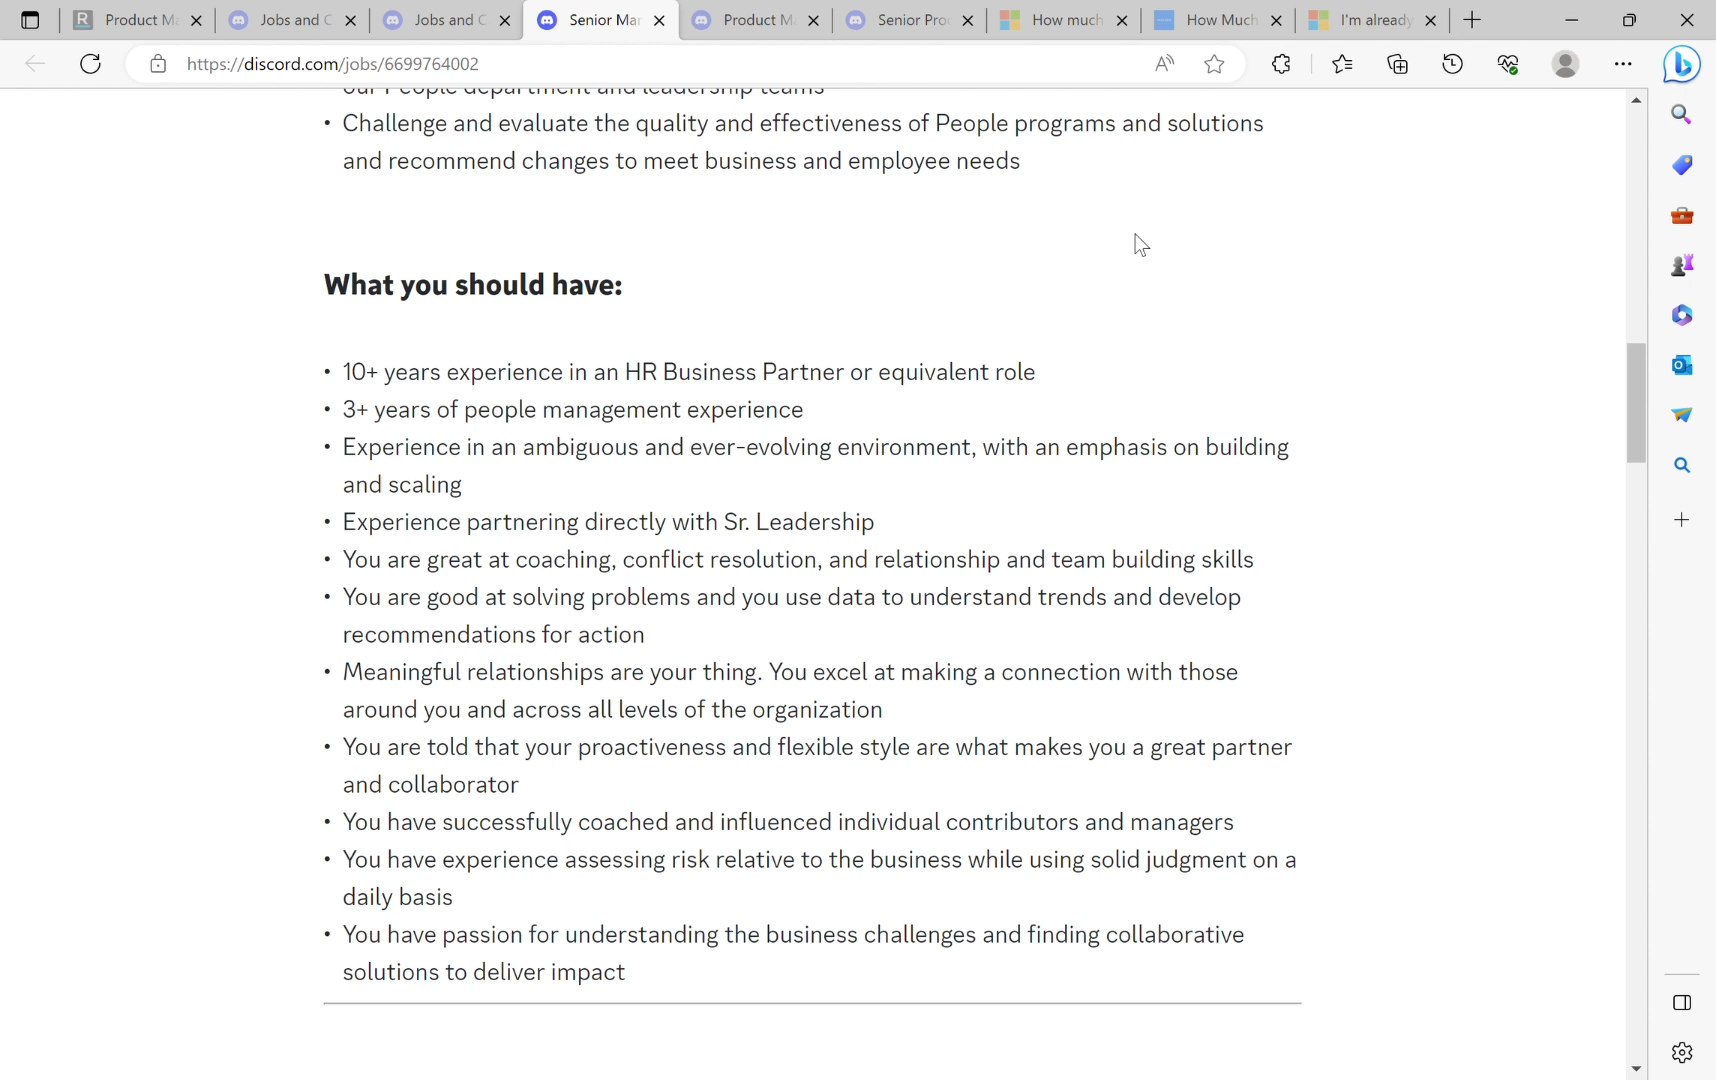 Product M
Jobs and C
Jobs and C
Senior Mar
Product M
Senior Pro
How much
How Much
I'm already
https://discord.com/jobs/6699764002
our People department and leadership teams
• Challenge and evaluate the quality and effectiveness of People programs and solutions
and recommend changes to meet business and employee needs
What you should have:
• 10+ years experience in an HR Business Partner or equivalent role
• 3+ years of people management experience
• Experience in an ambiguous and ever-evolving environment, with an emphasis on building
and scaling
• Experience partnering directly with Sr. Leadership
• You are great at coaching, conflict resolution, and relationship and team building skills
• You are good at solving problems and you use data to understand trends and develop
recommendations for action
• Meaningful relationships are your thing. You excel at making a connection with those
around you and across all levels of the organization
• You are told that your proactiveness and flexible style are what makes you a great partner
and collaborator
• You have successfully coached and influenced individual contributors and managers
• You have experience assessing risk relative to the business while using solid judgment on a
daily basis
• You have passion for understanding the business challenges and finding collaborative
solutions to deliver impact